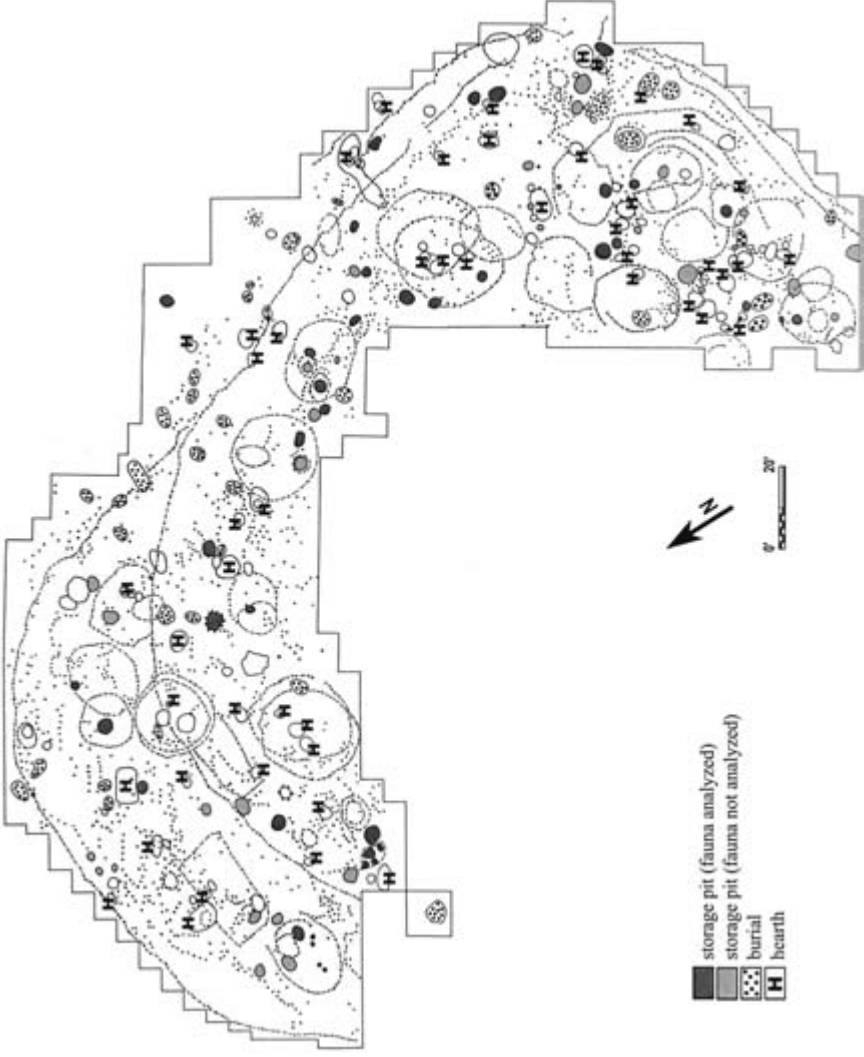 N
0' 20'
storage pit (fauna analyzed)
storage pit (fauna not analyzed)
burial
H hearth